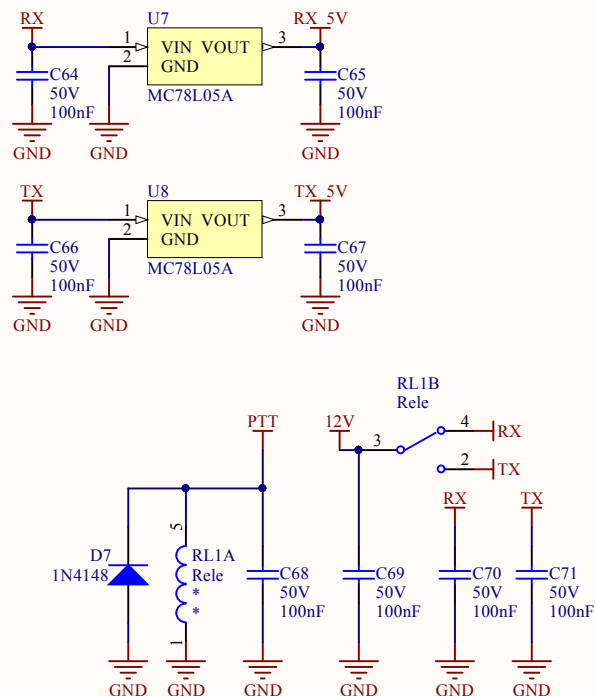 RX
U7
RX_5V
1
VIN VOUT
3
2
GND
C64
50V
100nF
MC78L05A
C65
50V
100nF
GND
GND
GND
TX
U8
TX_5V
1
VIN VOUT
3
2
GND
C66
50V
100nF
MC78L05A
C67
50V
100nF
GND
GND
GND
RL1B
Rele
PTT
12V
3
4
RX
2
TX
RX
TX
5
D7
1N4148
RL1A
Rele
*
*
1
C68
50V
100nF
C69
50V
100nF
C70
50V
100nF
C71
50V
100nF
GND
GND
GND
GND
GND
GND